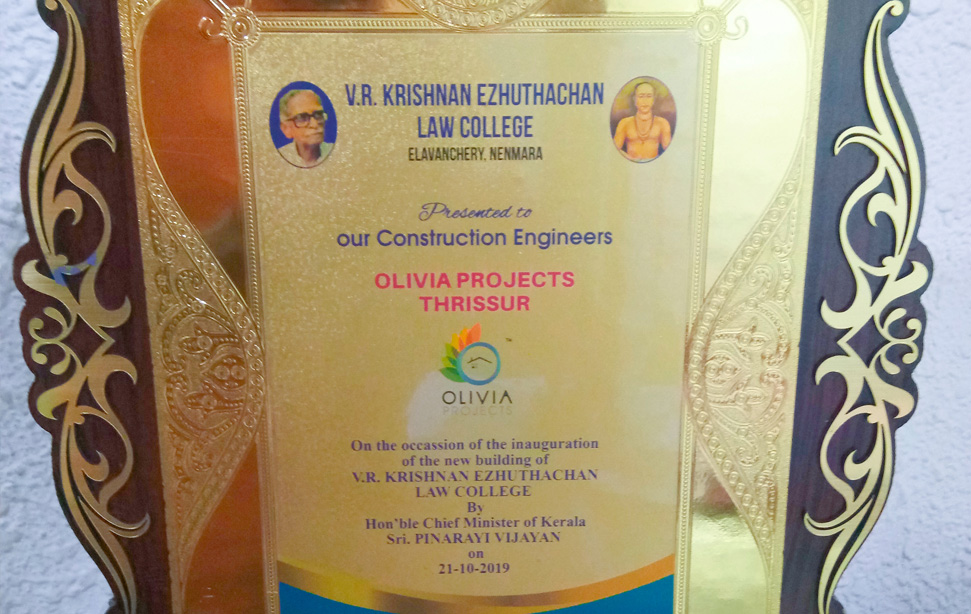 V.R. KRISHNAN EZHUTHACHAN
LAW COLLEGE
ELAVANCHERY, NENMARA
Presented to
our Construction Engineers
OLIVIA PROJECTS
THRISSUR
TM
OLIVIA
PROJECTS
On the occassion of the inauguration
of the new building of
V.R. KRISHNAN EZHUTHACHAN
LAW COLLEGE
By
Hon'ble Chief Minister of Kerala
Sri. PINARAYI VIJAYAN
on
21-10-2019